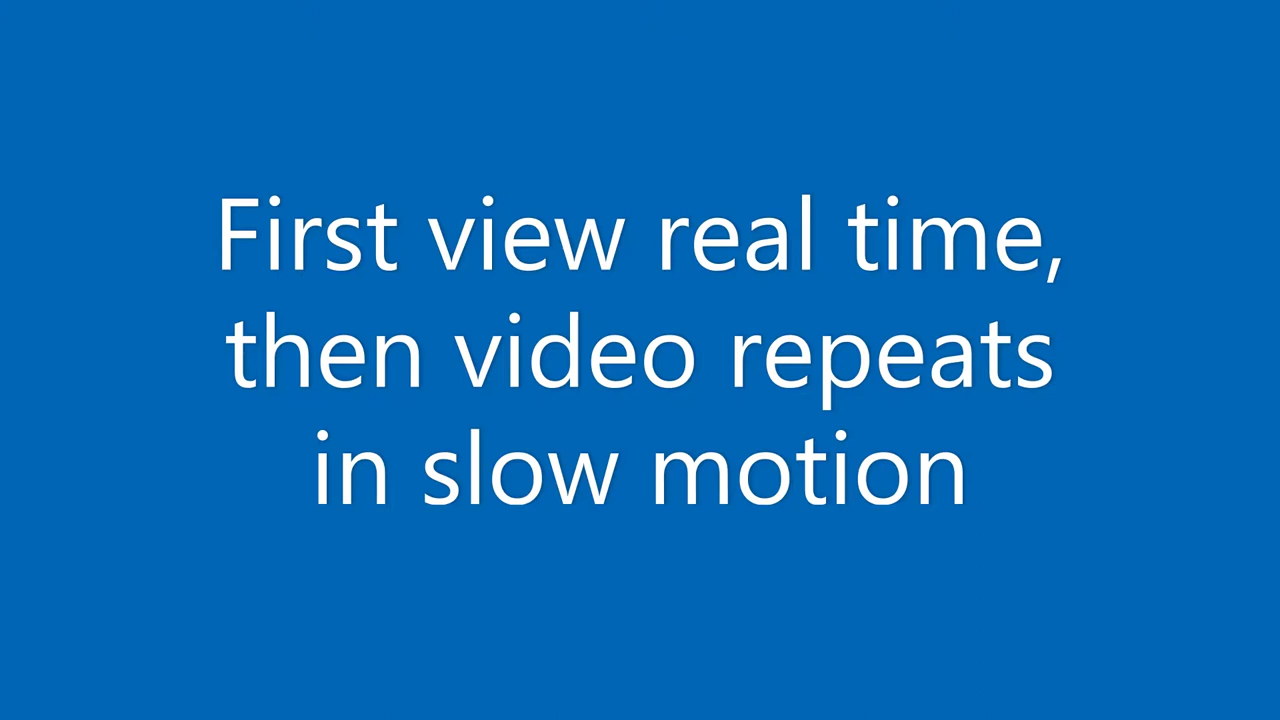 First view real time,
then video repeats
in slow motion